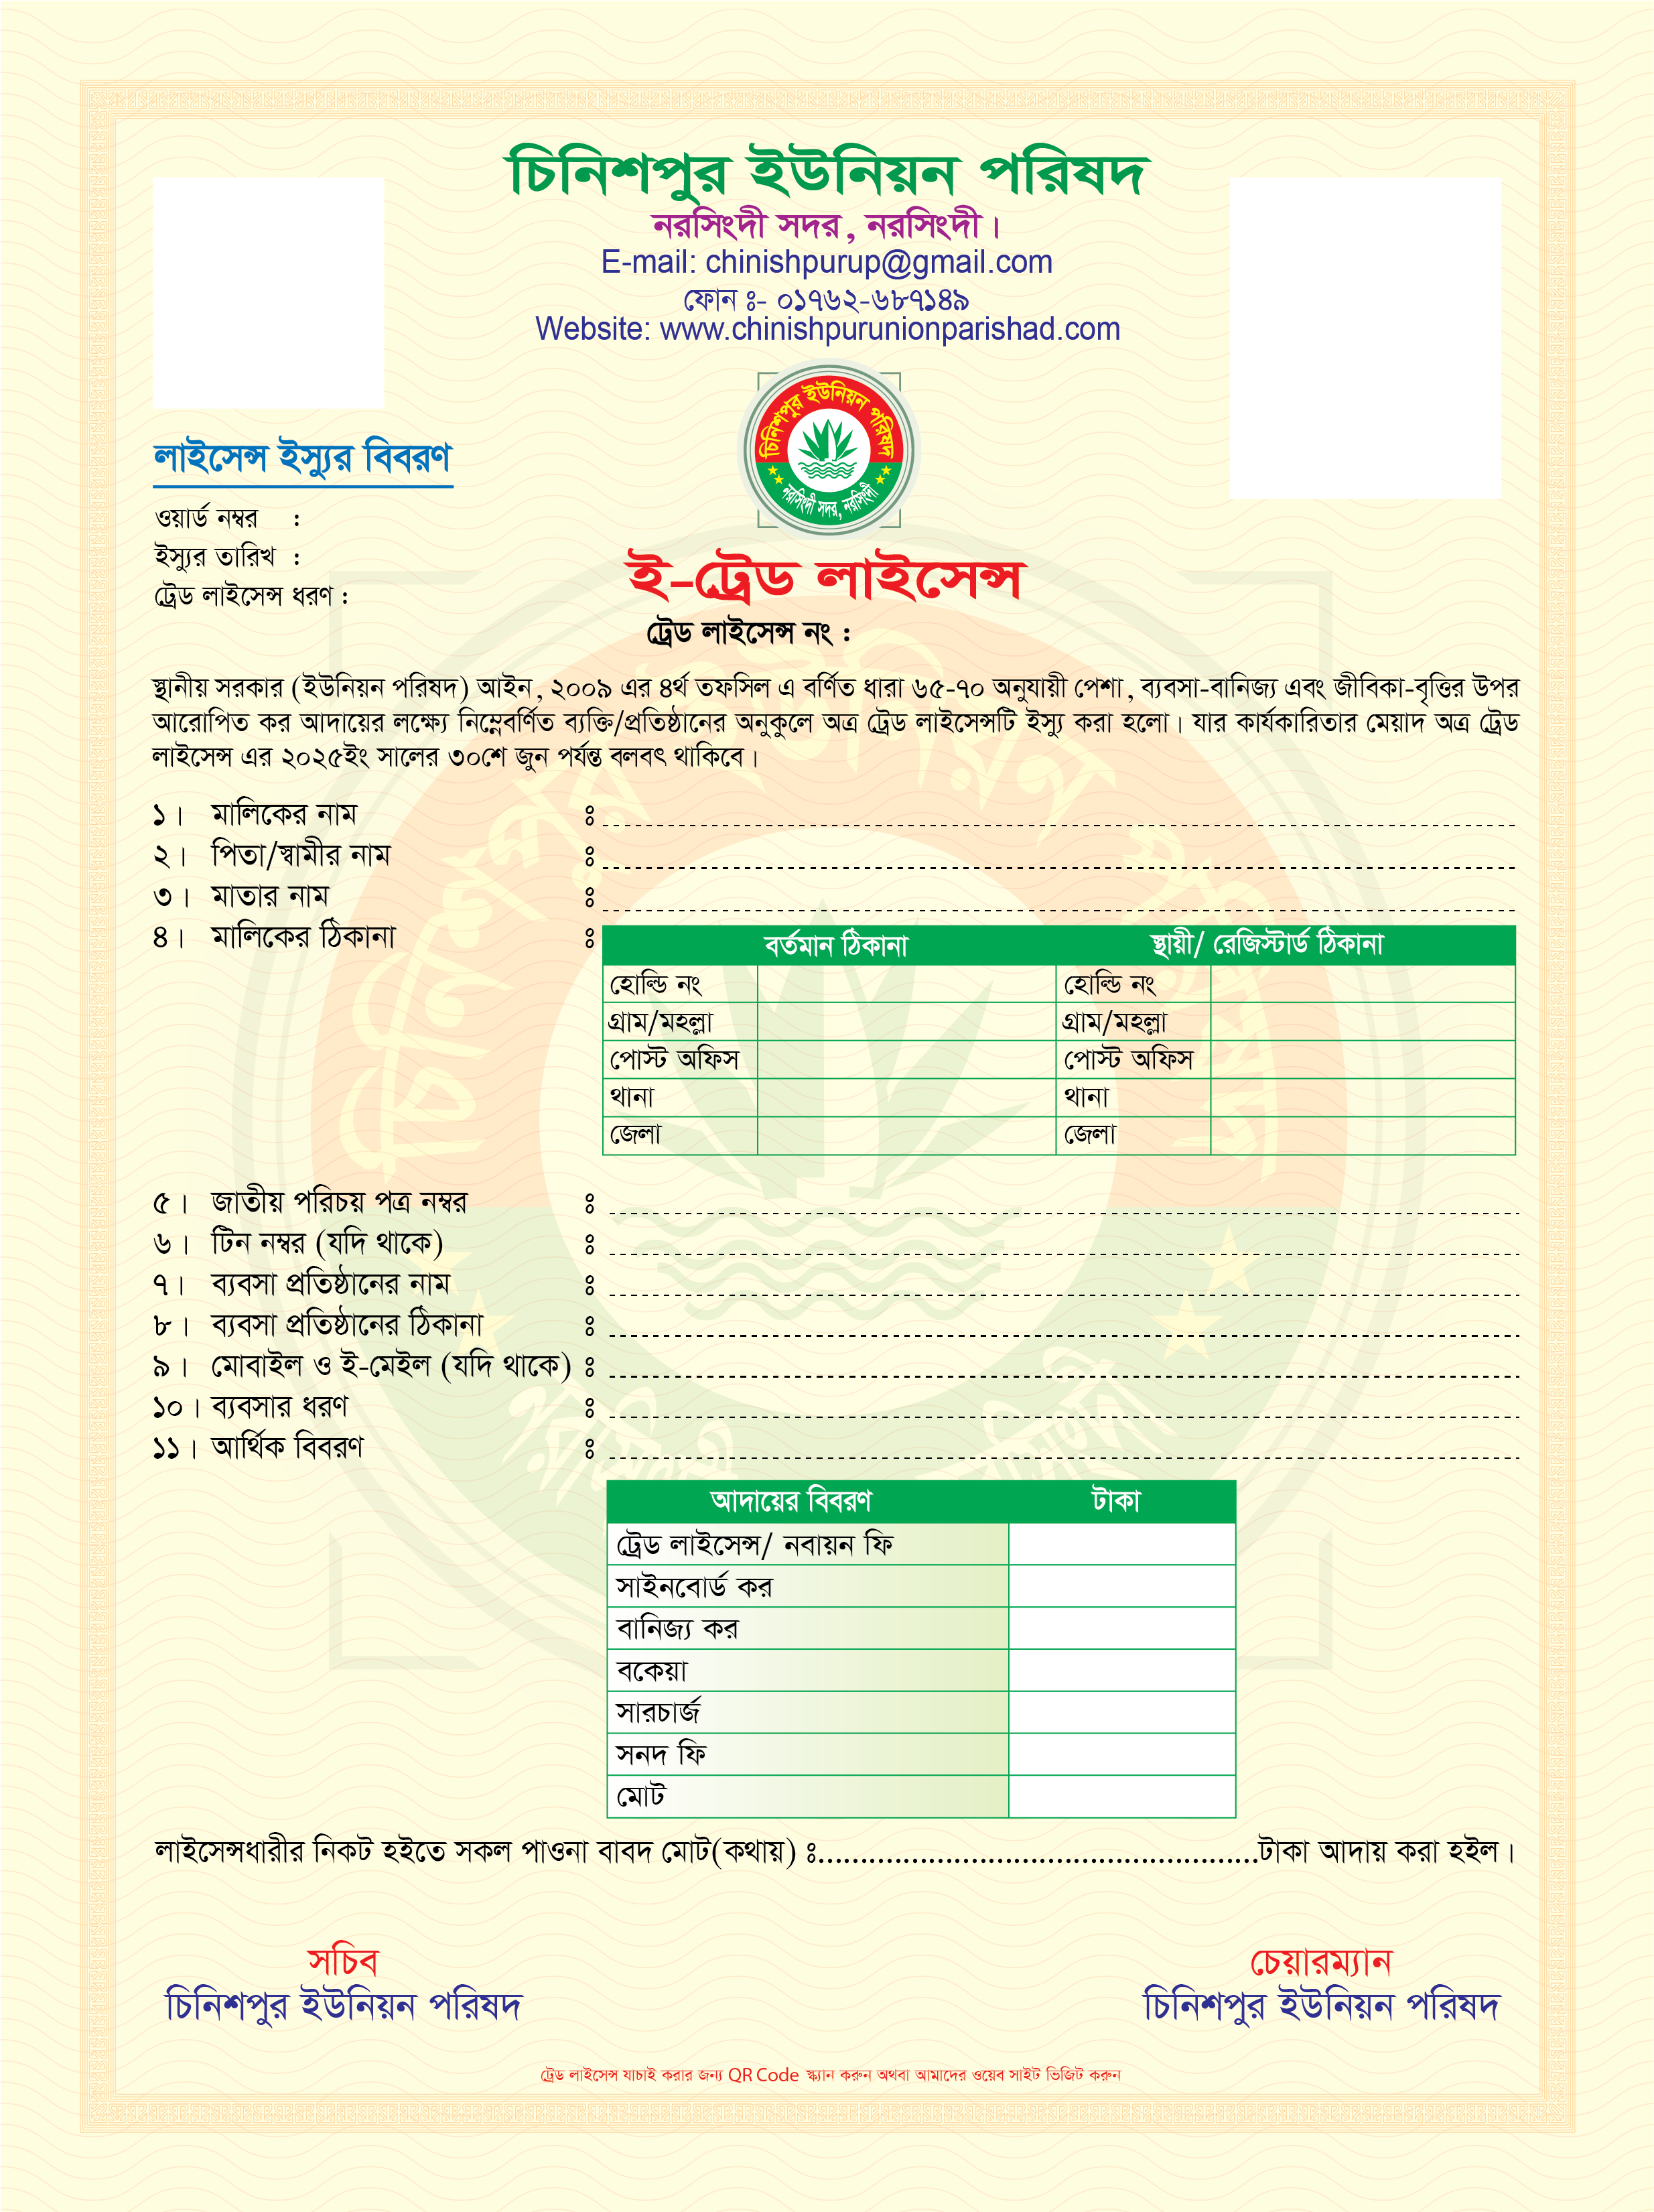 চিনিশপুর ইউনিয়ন পরিষদ
নরসিংদী সদর, নরসিংদী।
E-mail: chinishpurup@gmail.com
ফোন ঃ- ০১৭৬২-৬৮৭১৪৯
Website: www.chinishpurunionparishad.com
চিনিশপুর ইউনিয়ন পরিষদ
নরসিংদী সদর, নরসিংদী
লাইসেন্স ইস্যুর বিবরণ
ওয়ার্ড নম্বর :
ইস্যুর তারিখ :
ট্রেড লাইসেন্স ধরণ :
ই-ট্রেড লাইসেন্স
ট্রেড লাইসেন্স নং :
স্থানীয় সরকার (ইউনিয়ন পরিষদ) আইন, ২০০৯ এর ৪র্থ তফসিল এ বর্ণিত ধারা ৬৫-৭০ অনুযায়ী পেশা, ব্যবসা-বানিজ্য এবং জীবিকা-বৃত্তির উপর
আরোপিত কর আদায়ের লক্ষ্যে নিম্নেবর্ণিত ব্যক্তি/প্রতিষ্ঠানের অনুকুলে অত্র ট্রেড লাইসেন্সটি ইস্যু করা হলো। যার কার্যকারিতার মেয়াদ অত্র ট্রেড
লাইসেন্স এর ২০২৫ইং সালের ৩০শে জুন পর্যন্ত বলবৎ থাকিবে।
১। মালিকের নাম ঃ
২। পিতা/স্বামীর নাম ঃ
৩। মাতার নাম ঃ
৪। মালিকের ঠিকানা ঃ
বর্তমান ঠিকানা স্থায়ী/ রেজিস্টার্ড ঠিকানা
হোল্ডি নং হোল্ডি নং
গ্রাম/মহল্লা গ্রাম/মহল্লা
পোস্ট অফিস পোস্ট অফিস
থানা থানা
জেলা জেলা
৫। জাতীয় পরিচয় পত্র নম্বর ঃ
৬। টিন নম্বর (যদি থাকে) ঃ
৭। ব্যবসা প্রতিষ্ঠানের নাম ঃ
৮। ব্যবসা প্রতিষ্ঠানের ঠিকানা ঃ
৯। মোবাইল ও ই-মেইল (যদি থাকে) ঃ
১০। ব্যবসার ধরণ ঃ
১১। আর্থিক বিবরণ ঃ
আদায়ের বিবরণ টাকা
ট্রেড লাইসেন্স/ নবায়ন ফি
সাইনবোর্ড কর
বানিজ্য কর
বকেয়া
সারচার্জ
সনদ ফি
মোট
লাইসেন্সধারীর নিকট হইতে সকল পাওনা বাবদ মোট(কথায়) ঃ....................................................টাকা আদায় করা হইল।
সচিব চেয়ারম্যান
চিনিশপুর ইউনিয়ন পরিষদ চিনিশপুর ইউনিয়ন পরিষদ
ট্রেড লাইসেন্স যাচাই করার জন্য QR Code স্ক্যান করুন অথবা আমাদের ওয়েব সাইট ভিজিট করুন